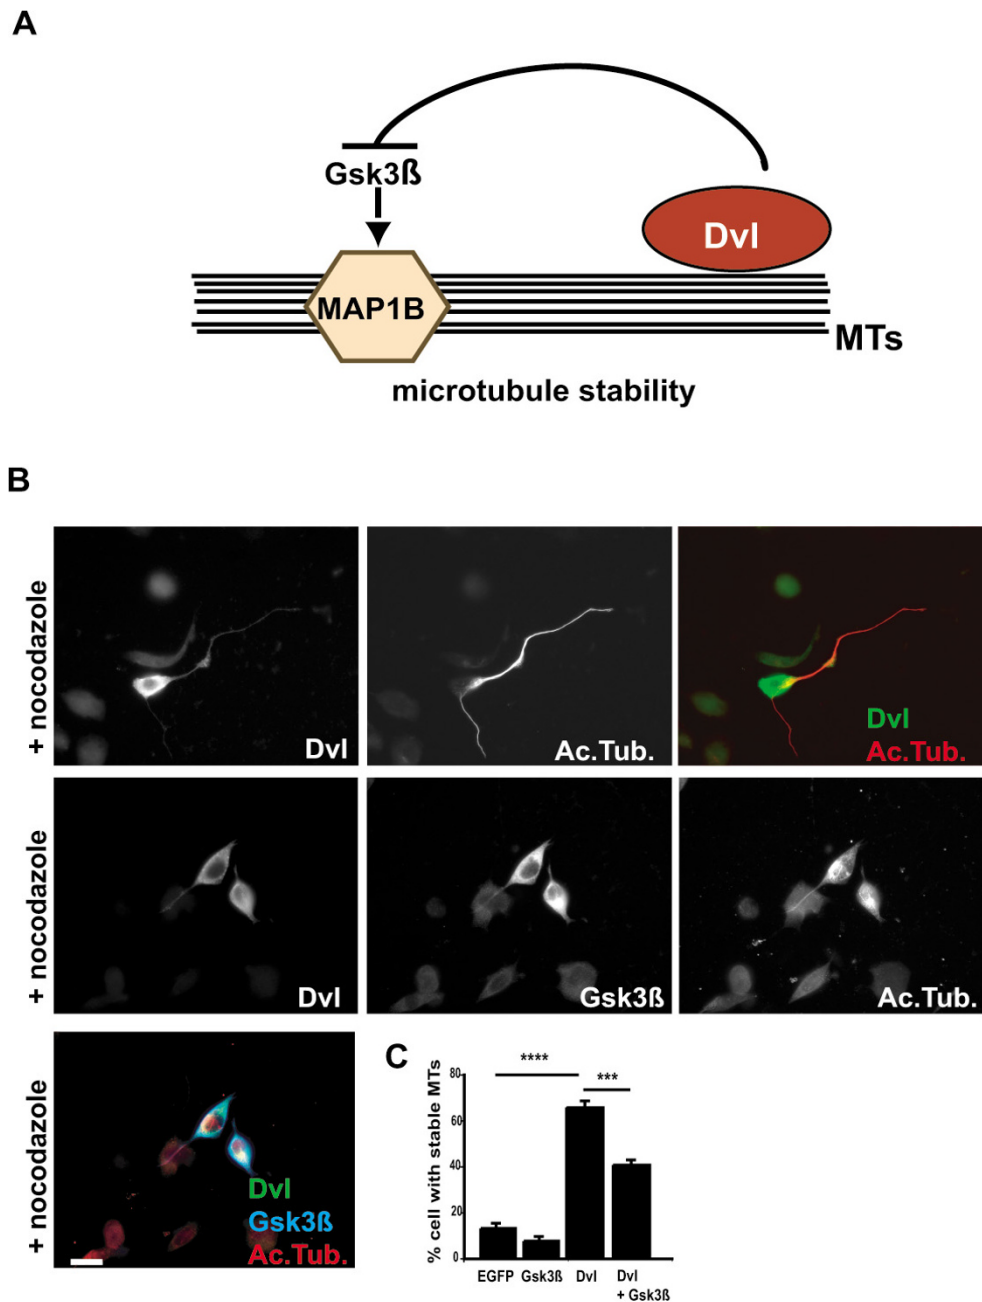 A
Gsk3ß
Dvl
MAP1B
MTs
microtubule stability
B
+ nocodazole
Dvl
Ac.Tub.
Dvl
Ac.Tub.
+ nocodazole
Dvl
Gsk3ß
Ac.Tub.
+ nocodazole
Dvl
Gsk3ß
Ac.Tub.
C
% cell with stable MTs
****
***
80
60
40
20
0
EGFP Gsk3ß Dvl Dvl
+ Gsk3ß